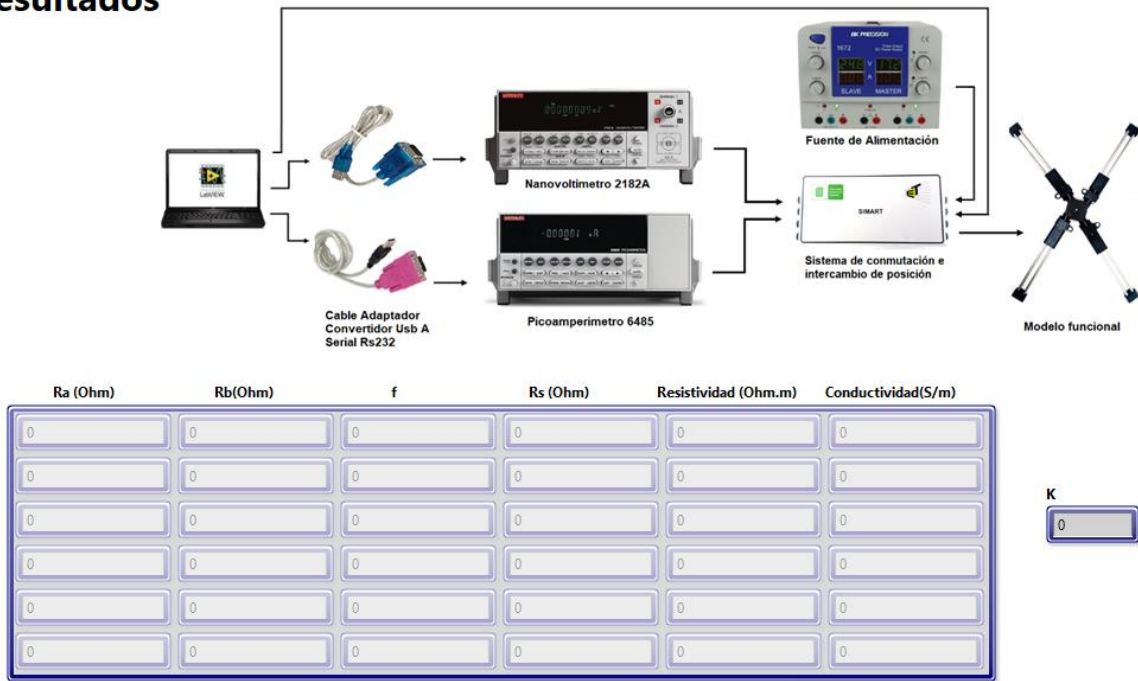 esultados
BK PRECISION
1672
V
A
SLAVE MASTER
Fuente de Alimentación
LabVIEW
Nanovoltimetro 2182A
SIMART
Sistema de conmutación e
intercambio de posición
Cable Adaptador
Convertidor Usb A
Serial Rs232
Picoamperimetro 6485
Modelo funcional
Ra (Ohm) Rb(Ohm) f Rs (Ohm) Resistividad (Ohm.m) Conductividad(S/m)
0 0 0 0 0 0
0 0 0 0 0 0
0 0 0 0 0 0
0 0 0 0 0 0
0 0 0 0 0 0
0 0 0 0 0 0
K
0